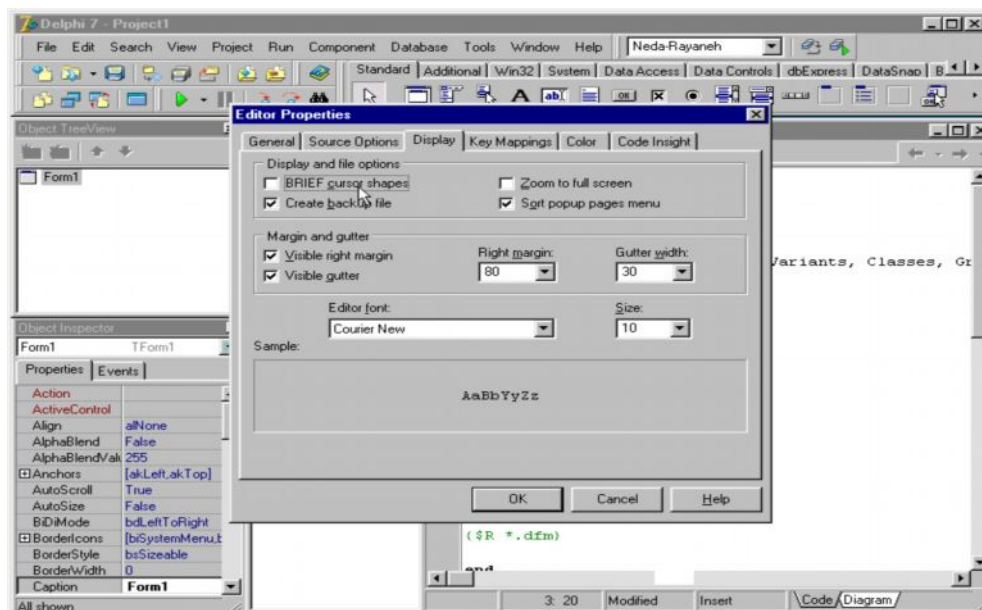 Delphi 7 - Project1
File Edit Search View Project Run Component Database Tools Window Help
Neda-Rayaneh
Standard Additional Win32 System Data Access Data Controls dbExpress DataSnap B
Object TreeView
Form1
Editor Properties
General Source Options Display Key Mappings Color Code Insight
Display and file options
BRIEF cursor shapes
Zoom to full screen
Create backup file
Sort popup pages menu
Margin and gutter
Visible right margin
Visible gutter
Right margin:
80
Gutter width:
30
Editor font:
Courier New
Size:
10
Sample:
AaBbYyZz
OK Cancel Help
Variants, Classes, Gr
Object Inspector
Form1 TForm1
Properties Events
Action
ActiveControl
Align alNone
AlphaBlend False
AlphaBlendVal 255
Anchors [akLeft,akTop]
AutoScroll True
AutoSize False
BiDiMode bdLeftToRight
BorderIcons [biSystemMenu,b
BorderStyle bsSizeable
BorderWidth 0
Caption Form1
All shown
($R *.dfm)
end
3: 20 Modified Insert Code Diagram